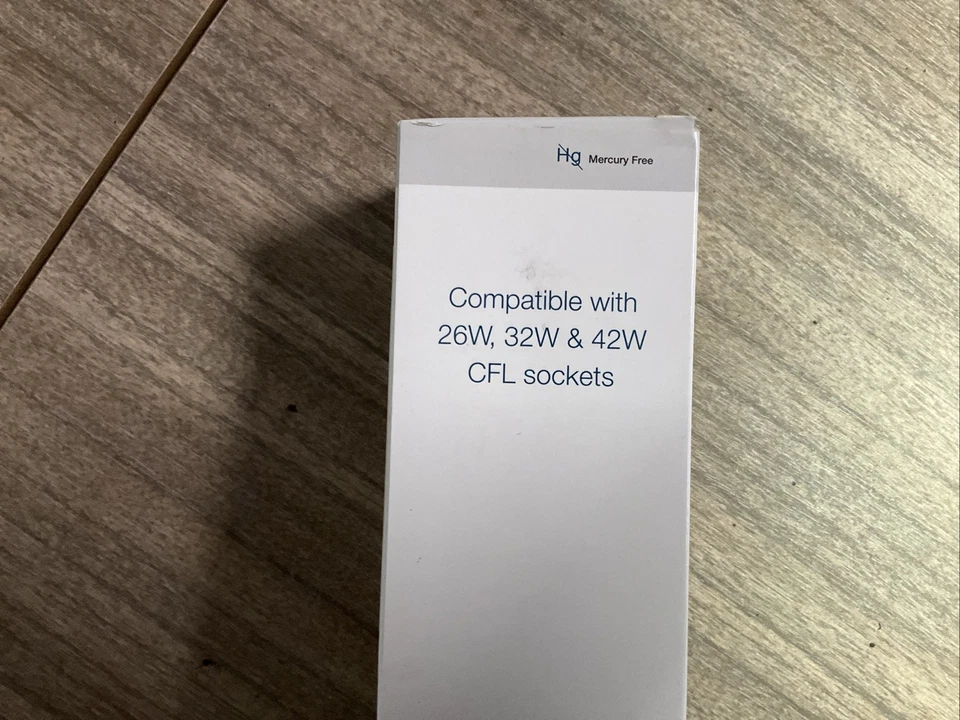 Hg Mercury Free
Compatible with
26W, 32W & 42W
CFL sockets